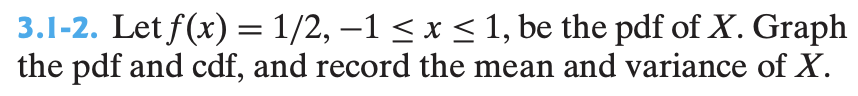 3.1-2. Let f(x) = 1/2, −1 ≤ x ≤ 1, be the pdf of X. Graph
the pdf and cdf, and record the mean and variance of X.